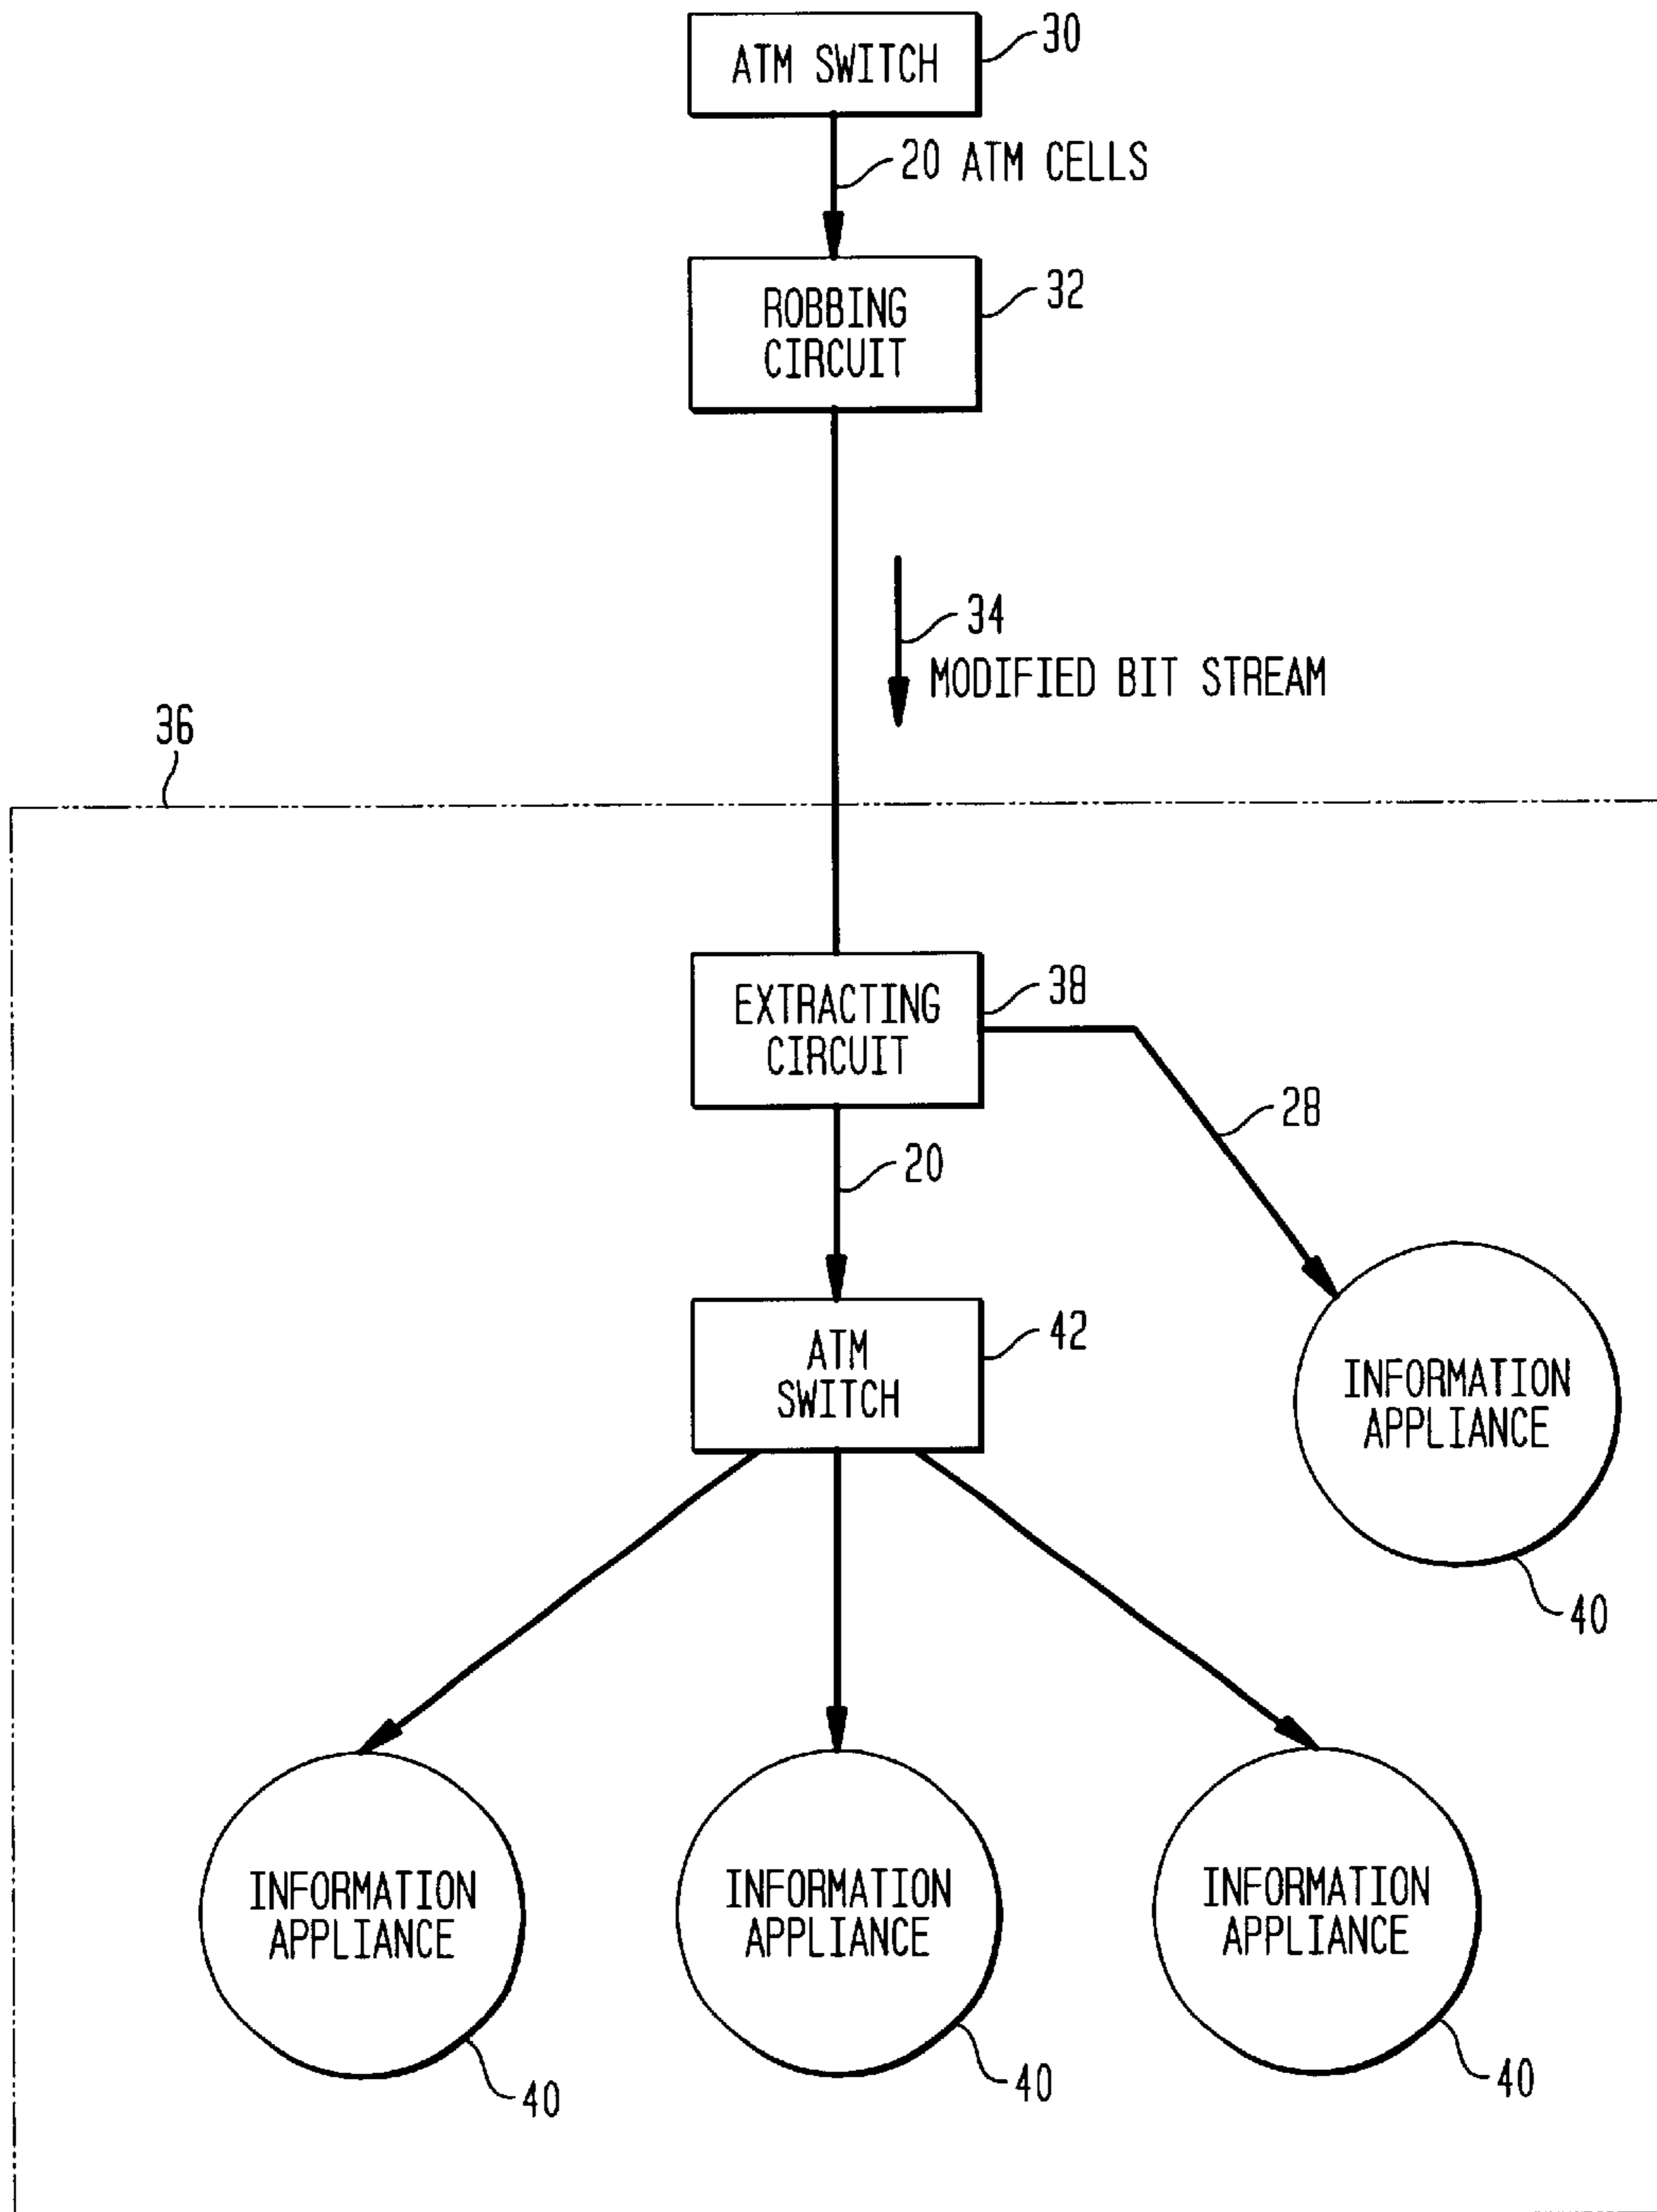 ATM SWITCH
30
20 ATM CELLS
ROBBING
CIRCUIT
32
34
MODIFIED BIT STREAM
36
EXTRACTING
CIRCUIT
38
28
20
ATM
SWITCH
42
INFORMATION
APPLIANCE
40
INFORMATION
APPLIANCE
40
INFORMATION
APPLIANCE
40
INFORMATION
APPLIANCE
40